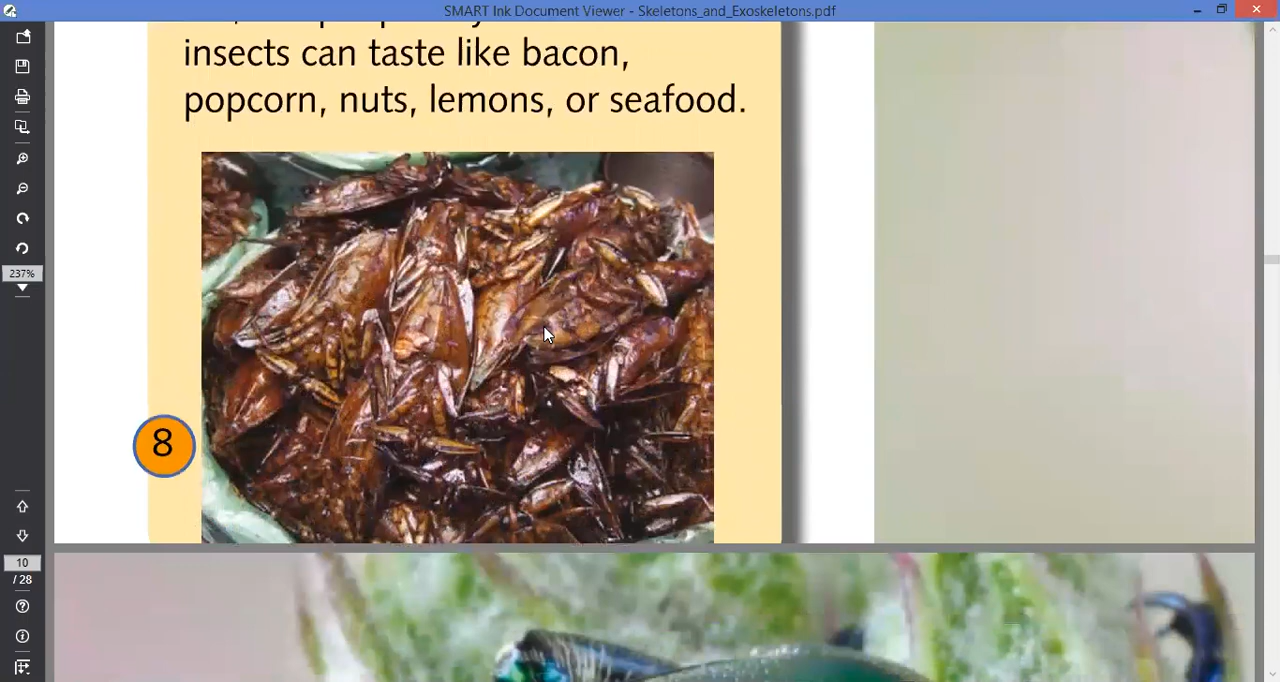 SMART Ink Document Viewer - Skeletons_and_Exoskeletons.pdf
insects can taste like bacon,
popcorn, nuts, lemons, or seafood.
8
237%
10
/ 28